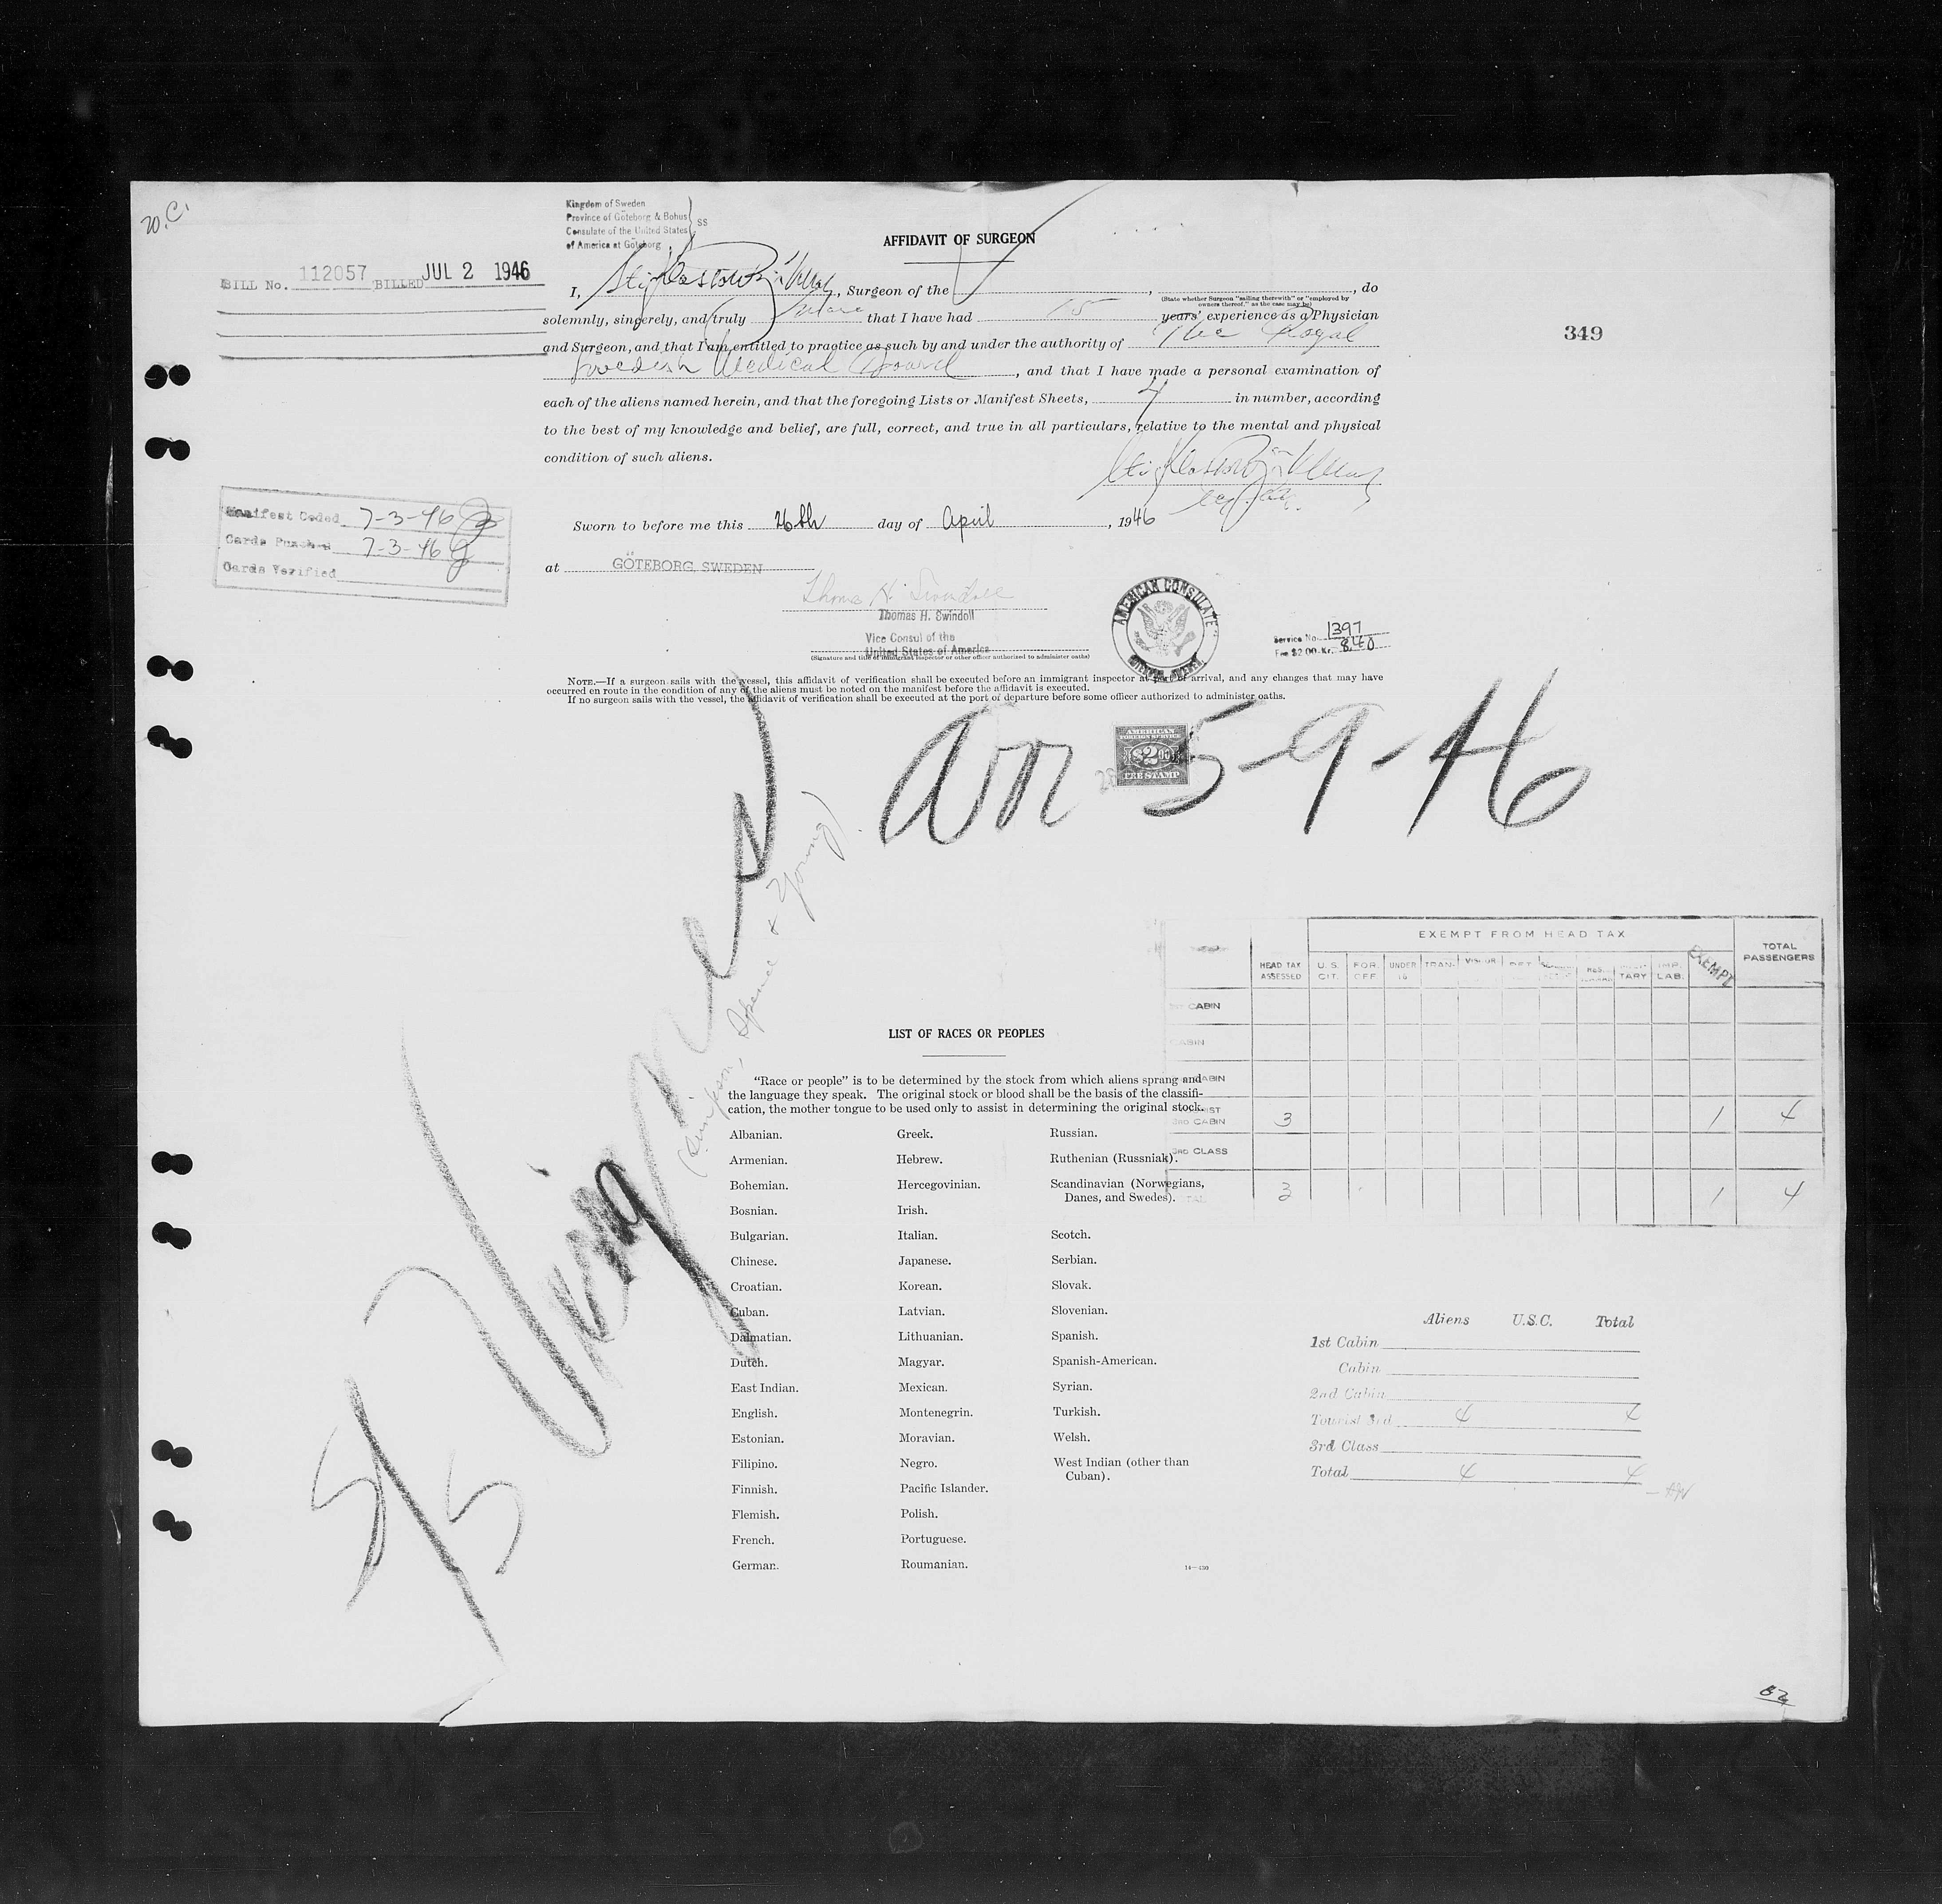 20.C.
Kingdom of Sweden
Province of Göteborg & Bohus
Consulate of the United States
of America at Göteborg
SS
AFFIDAVIT OF SURGEON
BILL No. 112057 BILLED JUL 2 1946
I, , Surgeon of the , , do
(State whether Surgeon "sailing therewith" or "employed by
owners thereof," as the case may be)
solemnly, sincerely, and truly that I have had 15 years' experience as a Physician
349
and Surgeon, and that I am entitled to practice as such by and under the authority of The Royal
Swedish Medical Board, and that I have made a personal examination of
each of the aliens named herein, and that the foregoing Lists or Manifest Sheets, 4 in number, according
to the best of my knowledge and belief, are full, correct, and true in all particulars, relative to the mental and physical
condition of such aliens.
Manifest Coded 7-3-46
Cards Punched 7-3-46
Cards Verified
Sworn to before me this 26th day of April, 1946
at GÖTEBORG, SWEDEN
Thomas H. Swindoll
Vice Consul of the
United States of America
(Signature and title of immigrant inspector or other officer authorized to administer oaths)
AMERICAN CONSULATE
Service No. 1397
Fee $2.00-Kr. 8.40
NOTE.—If a surgeon sails with the vessel, this affidavit of verification shall be executed before an immigrant inspector at port of arrival, and any changes that may have
occurred en route in the condition of any of the aliens must be noted on the manifest before the affidavit is executed.
If no surgeon sails with the vessel, the affidavit of verification shall be executed at the port of departure before some officer authorized to administer oaths.
AMERICAN
FOREIGN SERVICE
$2.00
FEE STAMP
arr 5-9-46
EXEMPT FROM HEAD TAX
HEAD TAX ASSESSED
U.S. CIT.
FOR. OFF.
UNDER 16
TRAN-
VISITOR
RET.
TARY
IMP. LAB.
EXEMPT
TOTAL PASSENGERS
CABIN
CABIN
CABIN
3RD CABIN 3 1 4
3RD CLASS
3 1 4
LIST OF RACES OR PEOPLES
"Race or people" is to be determined by the stock from which aliens sprang and
the language they speak. The original stock or blood shall be the basis of the classifi-
cation, the mother tongue to be used only to assist in determining the original stock.
Albanian.
Armenian.
Bohemian.
Bosnian.
Bulgarian.
Chinese.
Croatian.
Cuban.
Dalmatian.
Dutch.
East Indian.
English.
Estonian.
Filipino.
Finnish.
Flemish.
French.
German.
Greek.
Hebrew.
Hercegovinian.
Irish.
Italian.
Japanese.
Korean.
Latvian.
Lithuanian.
Magyar.
Mexican.
Montenegrin.
Moravian.
Negro.
Pacific Islander.
Polish.
Portuguese.
Roumanian.
Russian.
Ruthenian (Russniak).
Scandinavian (Norwegians,
Danes, and Swedes).
Scotch.
Serbian.
Slovak.
Slovenian.
Spanish.
Spanish-American.
Syrian.
Turkish.
Welsh.
West Indian (other than
Cuban).
Aliens U.S.C. Total
1st Cabin
Cabin
2nd Cabin
Tourist 3rd 4 4
3rd Class
Total 4 4
S/S
(Simpson, Spence & Young)